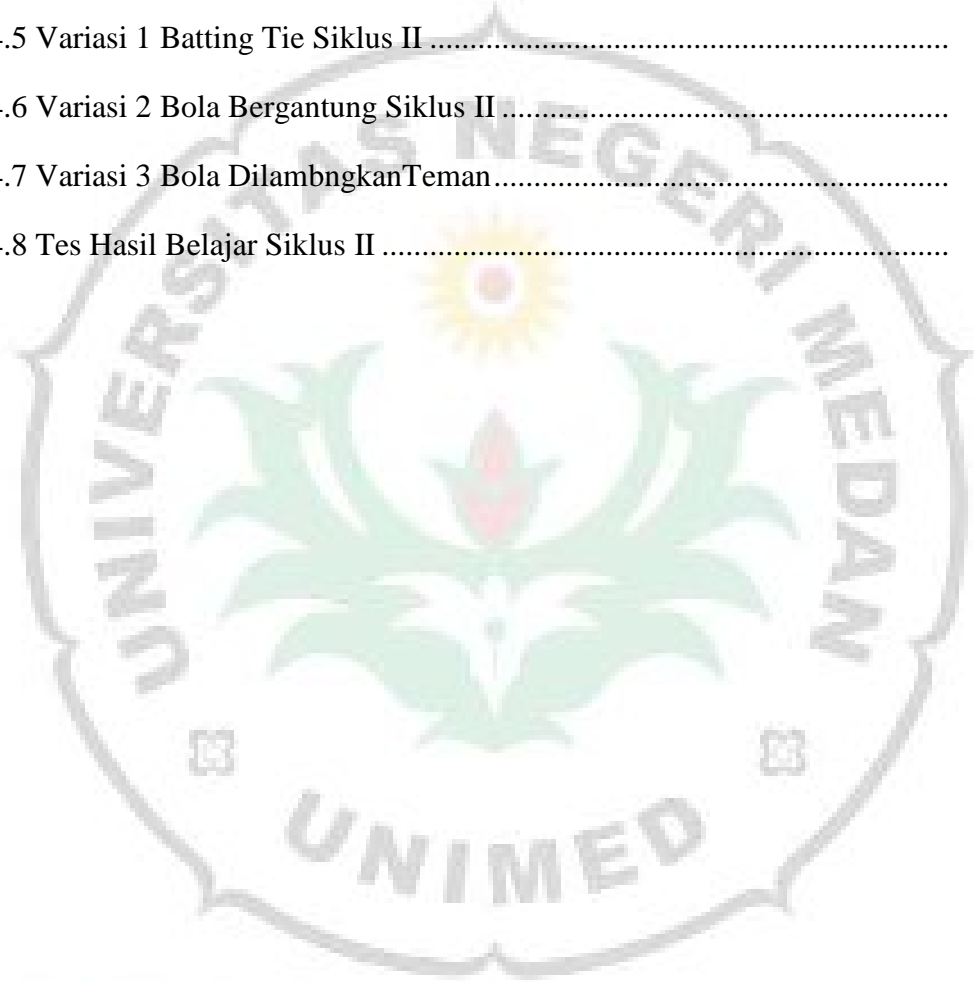 .5 Variasi 1 Batting Tie Siklus II ................................................................
.6 Variasi 2 Bola Bergantung Siklus II .......................................................
.7 Variasi 3 Bola DilambngkanTeman........................................................
.8 Tes Hasil Belajar Siklus II ......................................................................
UNIVERSITAS NEGERI MEDAN
UNIMED